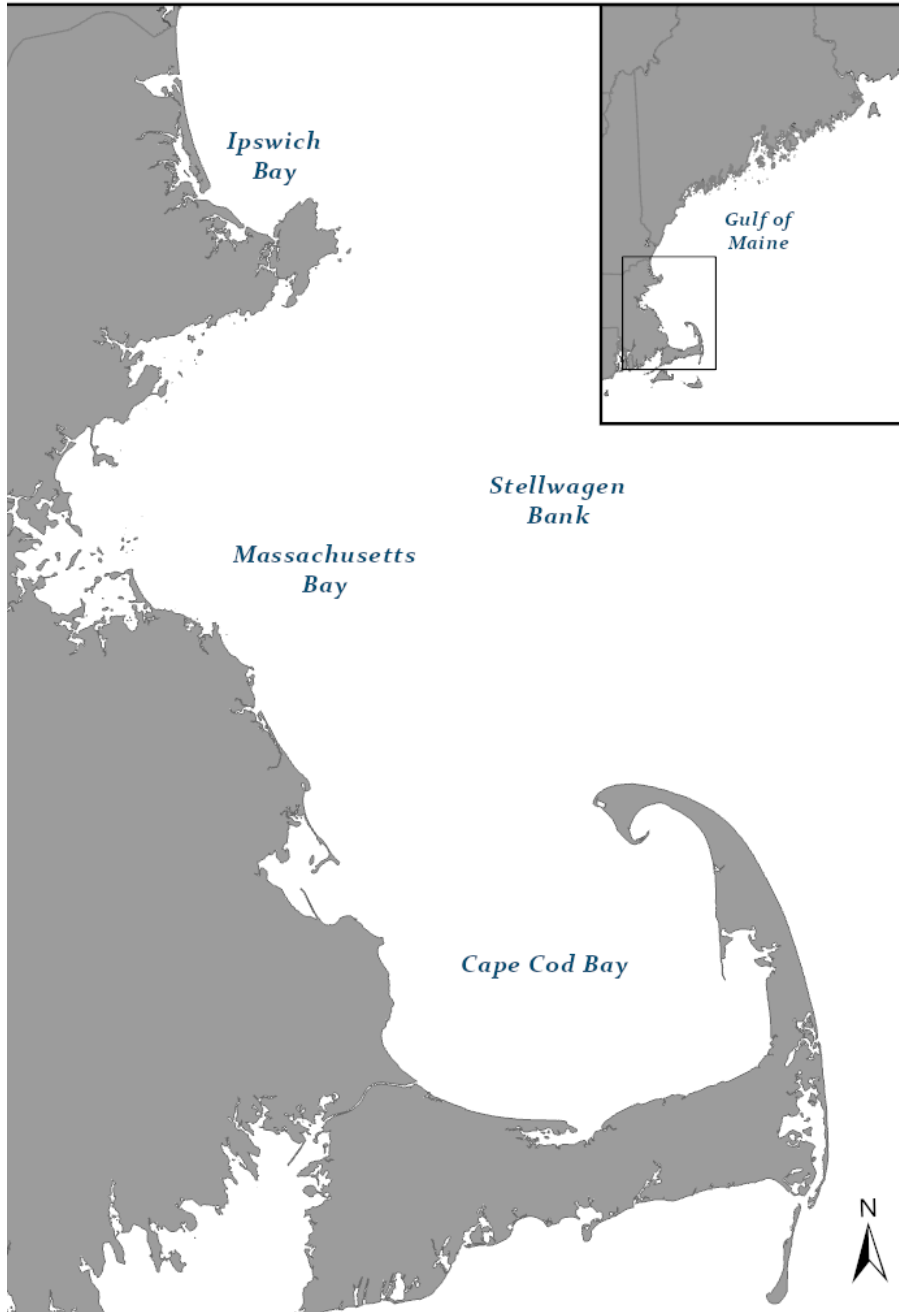 Ipswich
Bay
Gulf of
Maine
Stellwagen
Bank
Massachusetts
Bay
Cape Cod Bay
N